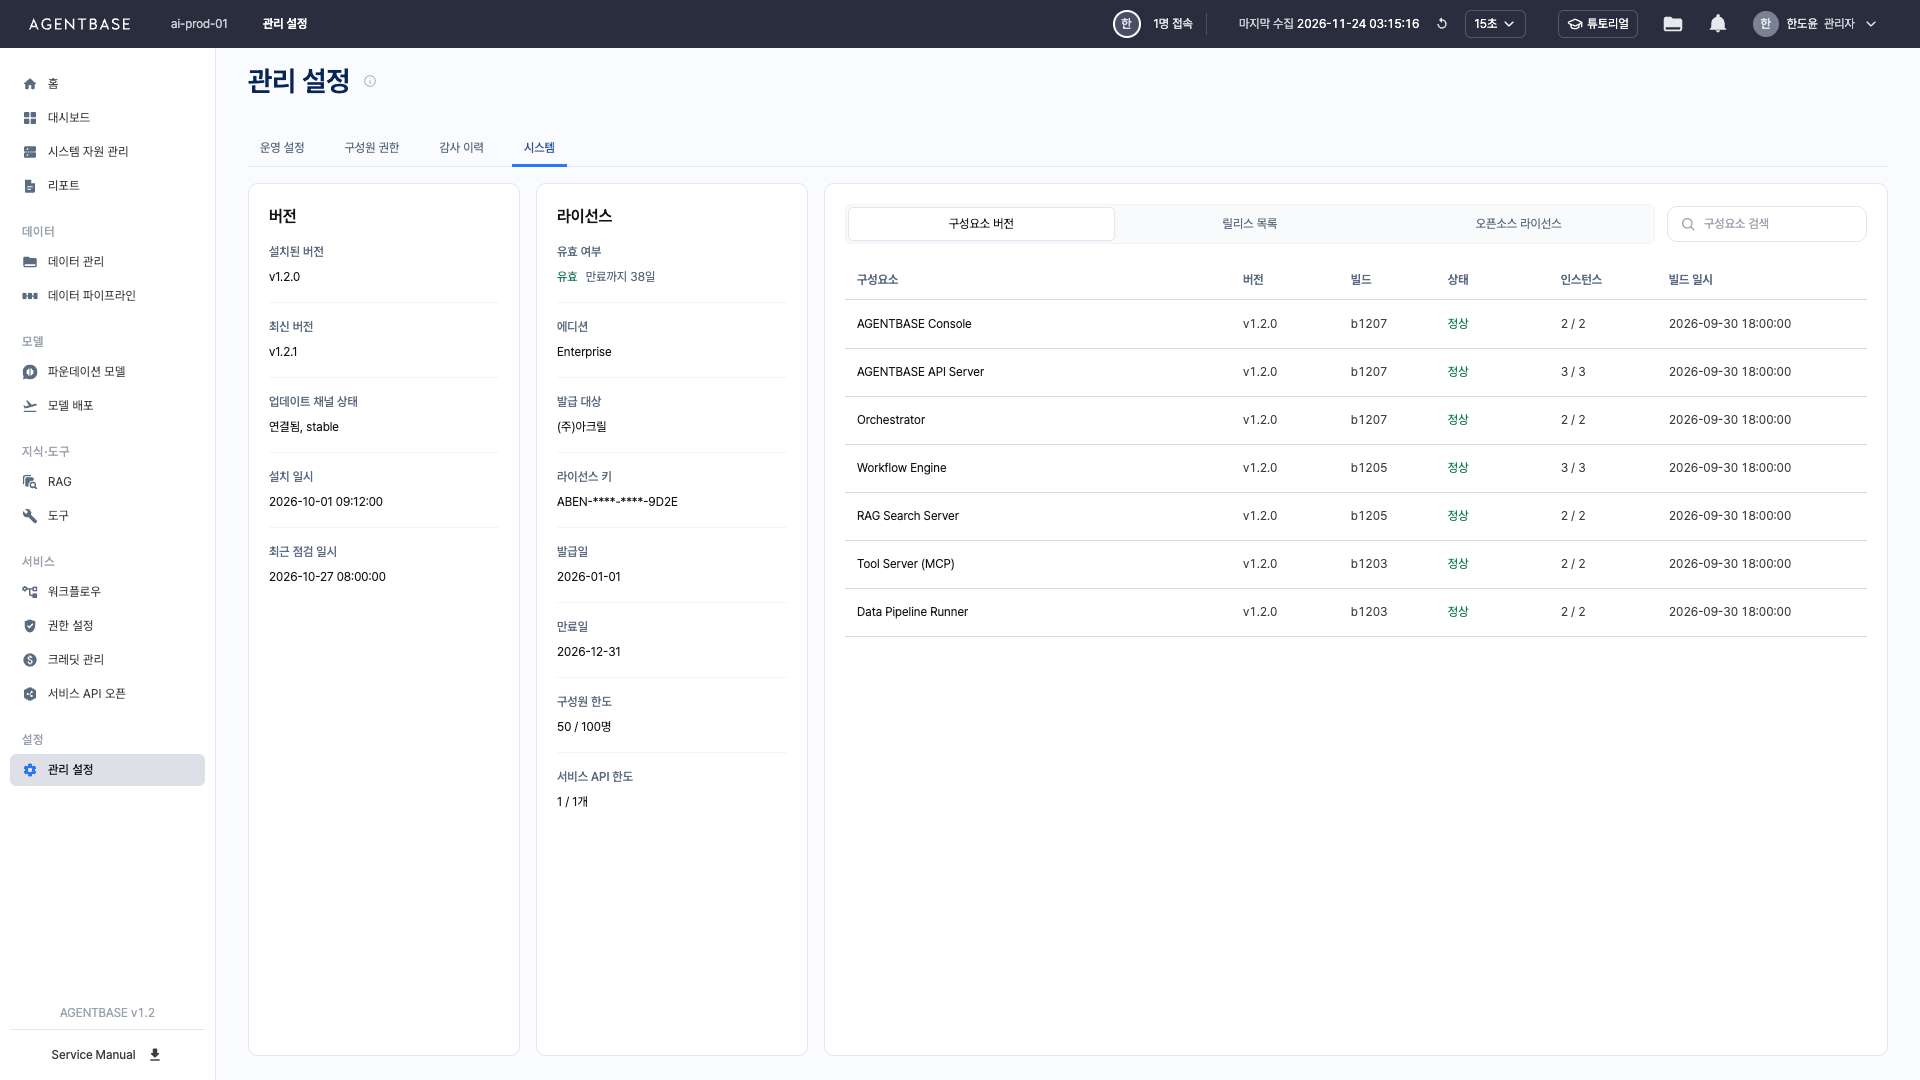 AGENTBASE
ai-prod-01
관리 설정
한
1명 접속
마지막 수집 2026-11-24 03:15:16
15초
튜토리얼
한 한도윤 관리자
홈
대시보드
시스템 자원 관리
리포트
데이터
데이터 관리
데이터 파이프라인
모델
파운데이션 모델
모델 배포
지식·도구
RAG
도구
서비스
워크플로우
권한 설정
크레딧 관리
서비스 API 오픈
설정
관리 설정
AGENTBASE v1.2
Service Manual
관리 설정
운영 설정 구성원 권한 감사 이력 시스템
버전
설치된 버전
v1.2.0
최신 버전
v1.2.1
업데이트 채널 상태
연결됨, stable
설치 일시
2026-10-01 09:12:00
최근 점검 일시
2026-10-27 08:00:00
라이선스
유효 여부
유효 만료까지 38일
에디션
Enterprise
발급 대상
(주)아크릴
라이선스 키
ABEN-****-****-9D2E
발급일
2026-01-01
만료일
2026-12-31
구성원 한도
50 / 100명
서비스 API 한도
1 / 1개
구성요소 버전 릴리스 목록 오픈소스 라이선스 구성요소 검색
구성요소 버전 빌드 상태 인스턴스 빌드 일시
AGENTBASE Console v1.2.0 b1207 정상 2 / 2 2026-09-30 18:00:00
AGENTBASE API Server v1.2.0 b1207 정상 3 / 3 2026-09-30 18:00:00
Orchestrator v1.2.0 b1207 정상 2 / 2 2026-09-30 18:00:00
Workflow Engine v1.2.0 b1205 정상 3 / 3 2026-09-30 18:00:00
RAG Search Server v1.2.0 b1205 정상 2 / 2 2026-09-30 18:00:00
Tool Server (MCP) v1.2.0 b1203 정상 2 / 2 2026-09-30 18:00:00
Data Pipeline Runner v1.2.0 b1203 정상 2 / 2 2026-09-30 18:00:00